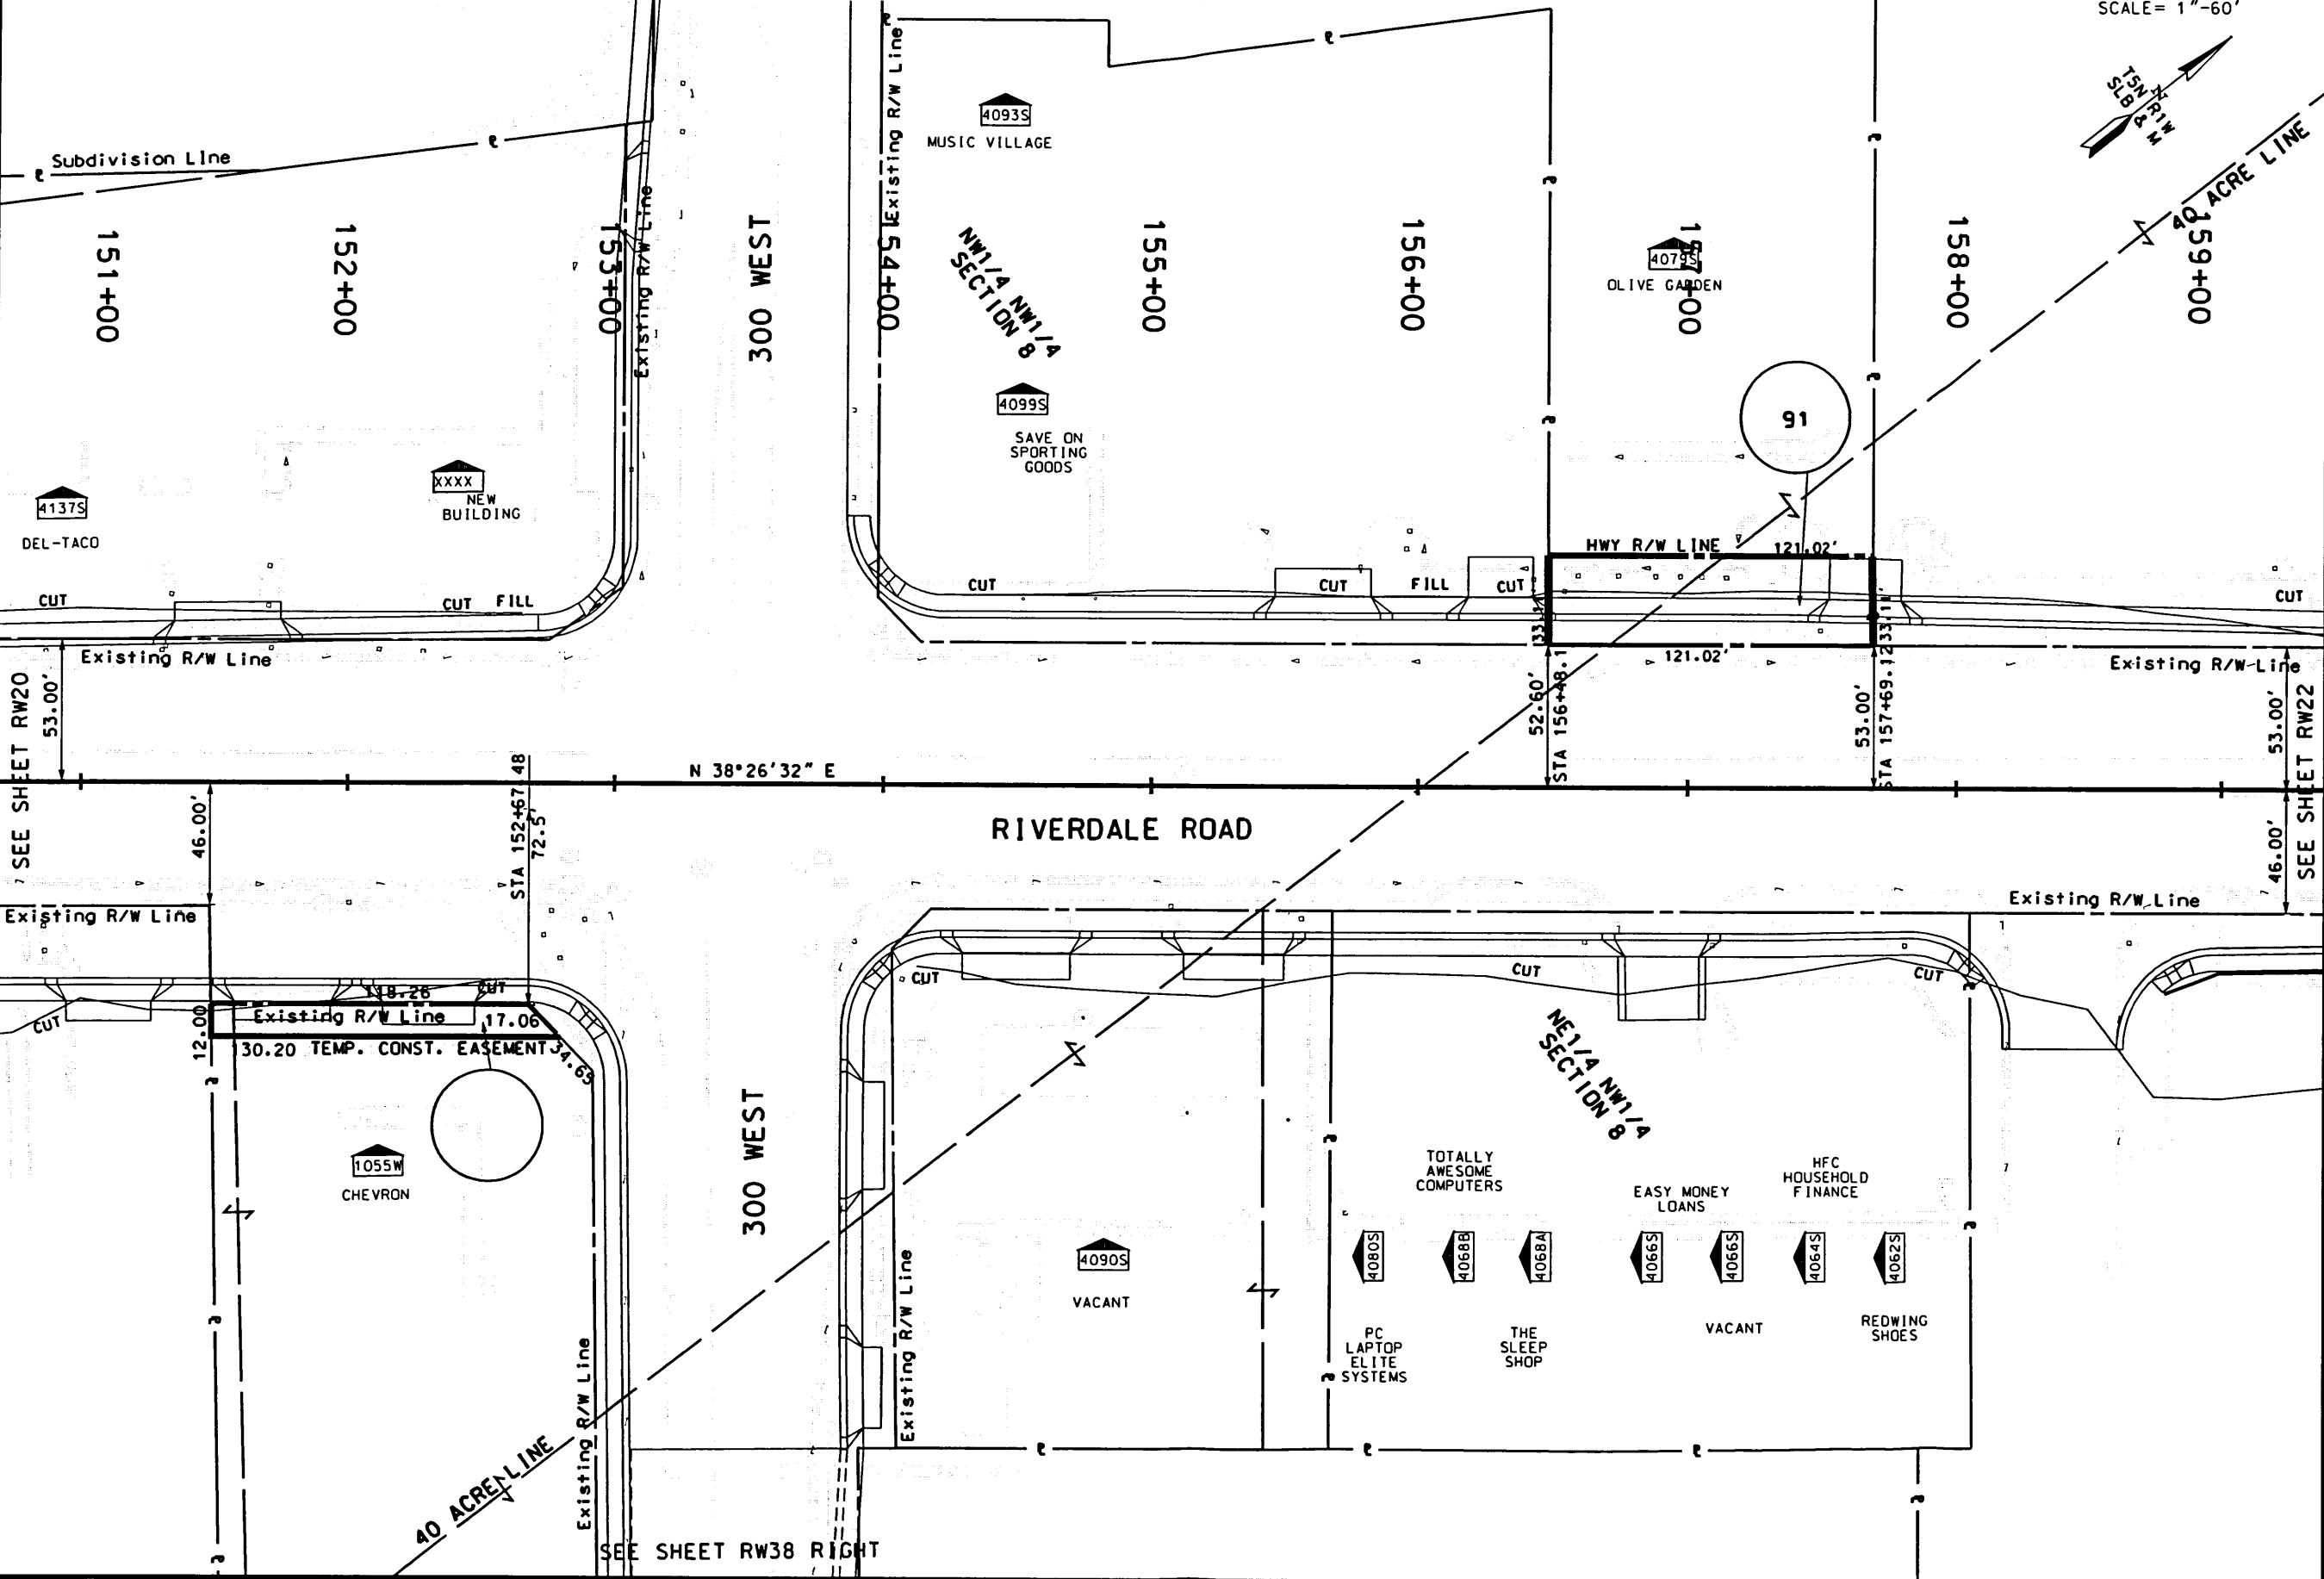 SCALE= 1"-60'
T5N R1W
SLB & M
N
40 ACRE LINE
Subdivision Line
Existing R/W Line
Existing R/W Line
4093S
MUSIC VILLAGE
151+00
152+00
153+00
300 WEST
154+00
NW1/4 NW1/4
SECTION 8
155+00
156+00
157+00
158+00
159+00
4079S
OLIVE GARDEN
4099S
SAVE ON
SPORTING
GOODS
91
4137S
DEL-TACO
XXXX
NEW
BUILDING
HWY R/W LINE
121.02'
CUT
CUT FILL
CUT
CUT
FILL
CUT
CUT
33.11'
121.02'
33.11'
Existing R/W Line
Existing R/W Line
SEE SHEET RW20
53.00'
52.60'
STA 156+48.1
53.00'
STA 157+69.12
53.00'
SEE SHEET RW22
N 38°26'32" E
RIVERDALE ROAD
46.00'
STA 152+67.48
72.5'
46.00'
Existing R/W Line
Existing R/W Line
118.26
CUT
CUT
Existing R/W Line
17.06
12.00
130.20 TEMP. CONST. EASEMENT
34.65
CUT
CUT
CUT
NE1/4 NW1/4
SECTION 8
300 WEST
1055W
CHEVRON
4090S
VACANT
TOTALLY
AWESOME
COMPUTERS
EASY MONEY
LOANS
HFC
HOUSEHOLD
FINANCE
4080S
4068B
4068A
4066S
4066S
4064S
4062S
PC
LAPTOP
ELITE
SYSTEMS
THE
SLEEP
SHOP
VACANT
REDWING
SHOES
Existing R/W Line
Existing R/W Line
40 ACRE LINE
SEE SHEET RW38 RIGHT